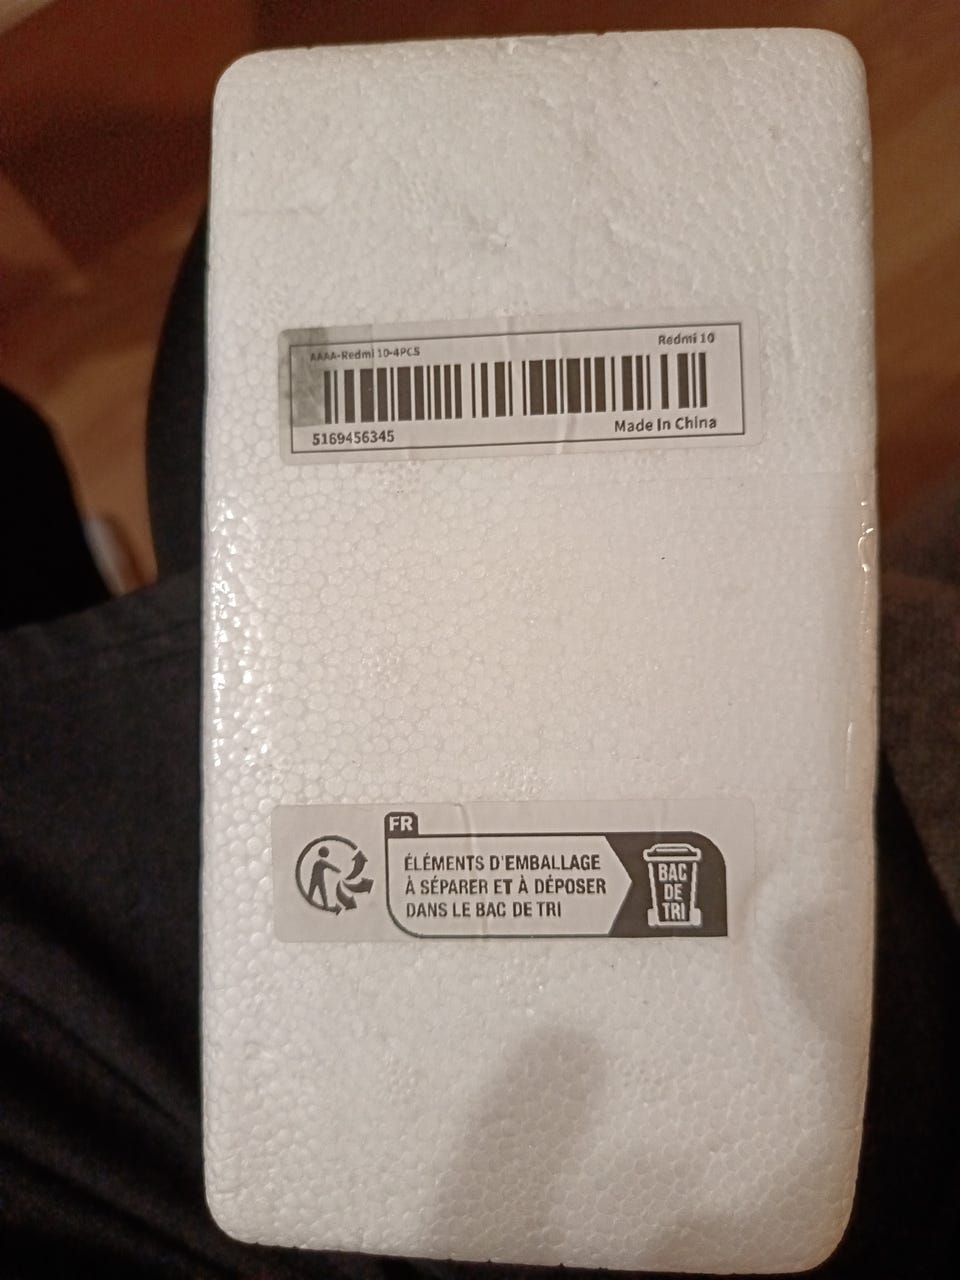 AAAA-Redmi 10-4PCS
Redmi 10
5169456345
Made In China
FR
ÉLÉMENTS D'EMBALLAGE
À SÉPARER ET À DÉPOSER
DANS LE BAC DE TRI
BAC
DE
TRI